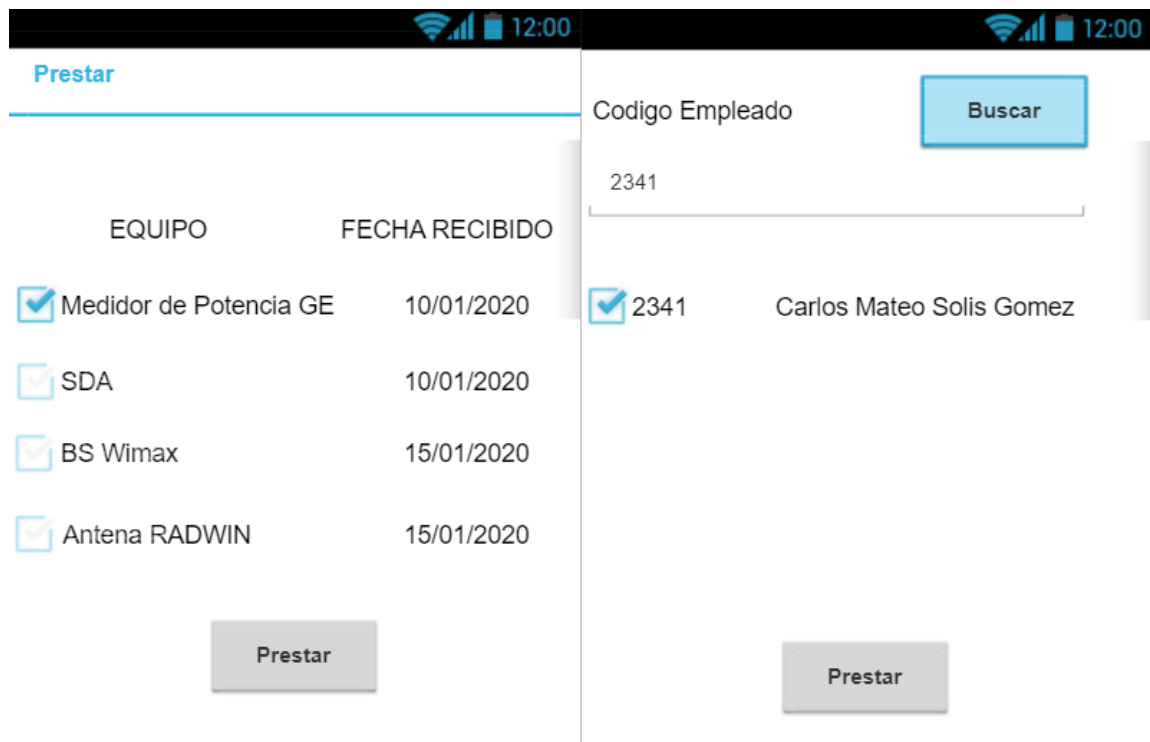 12:00
Prestar
EQUIPO FECHA RECIBIDO
Medidor de Potencia GE 10/01/2020
SDA 10/01/2020
BS Wimax 15/01/2020
Antena RADWIN 15/01/2020
Prestar
12:00
Codigo Empleado Buscar
2341
2341 Carlos Mateo Solis Gomez
Prestar